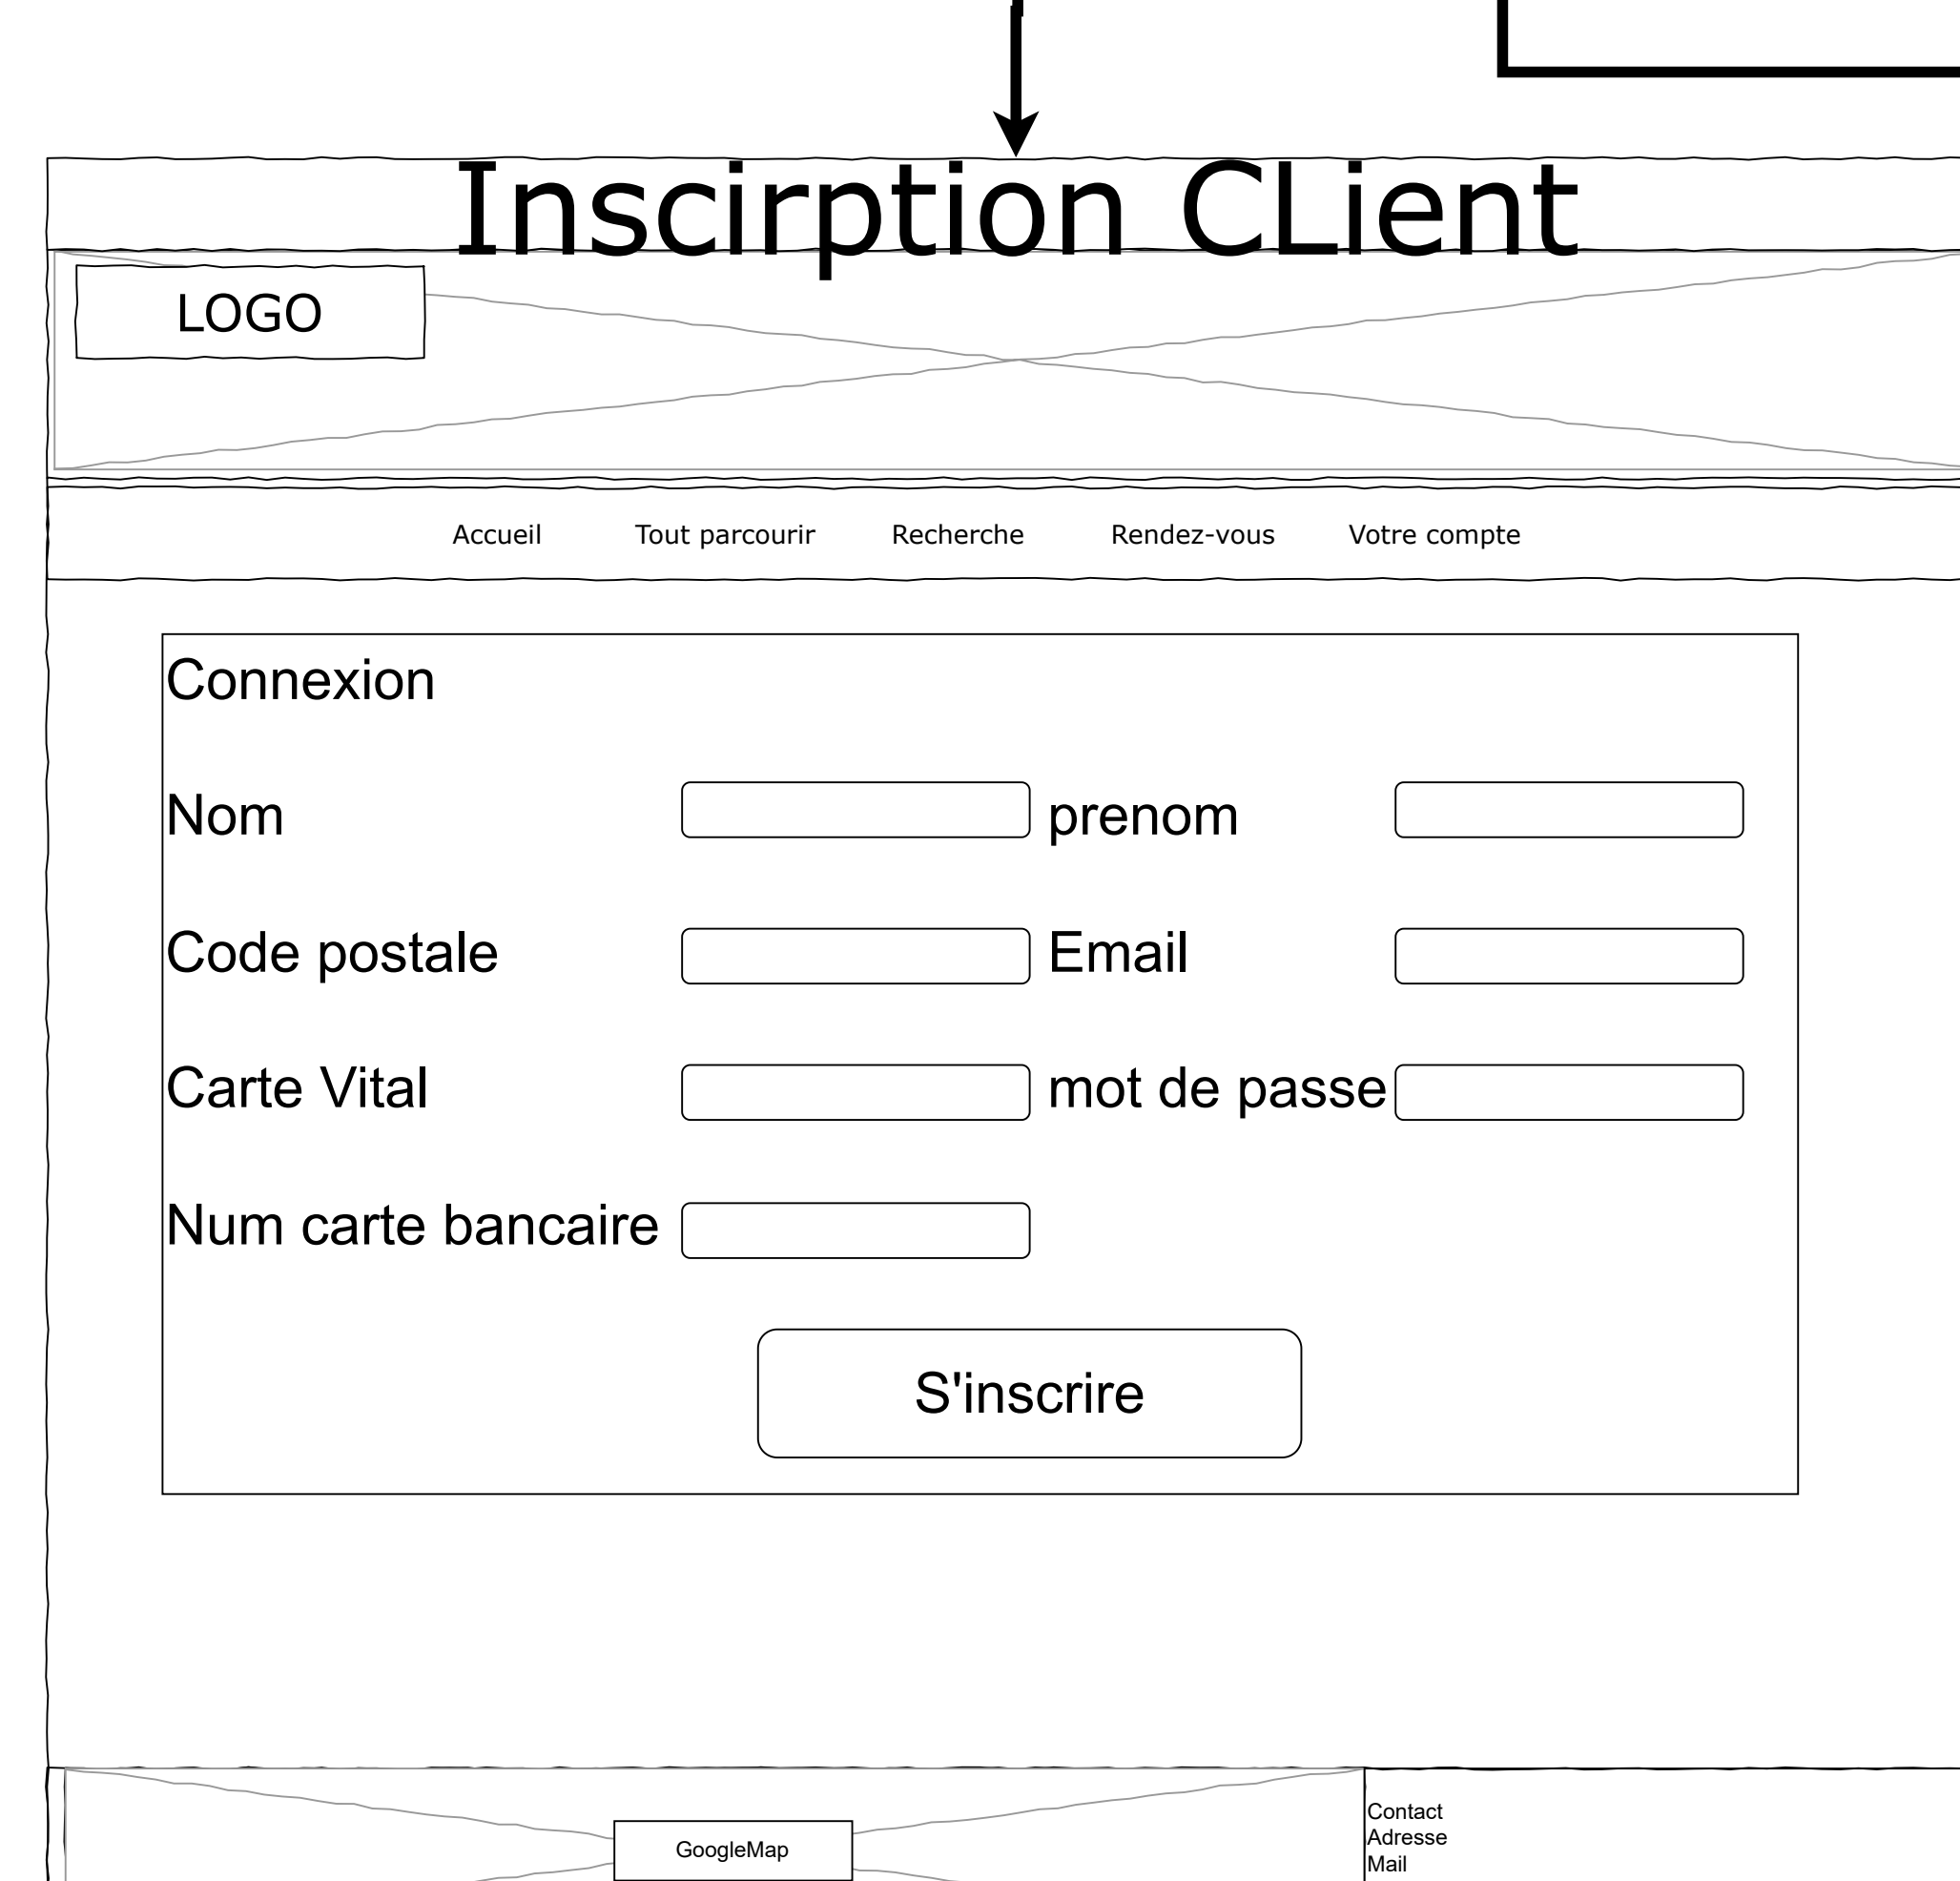 Inscirption CLient
LOGO
Accueil Tout parcourir Recherche Rendez-vous Votre compte
Connexion
Nom prenom
Code postale Email
Carte Vital mot de passe
Num carte bancaire
S'inscrire
GoogleMap
Contact
Adresse
Mail